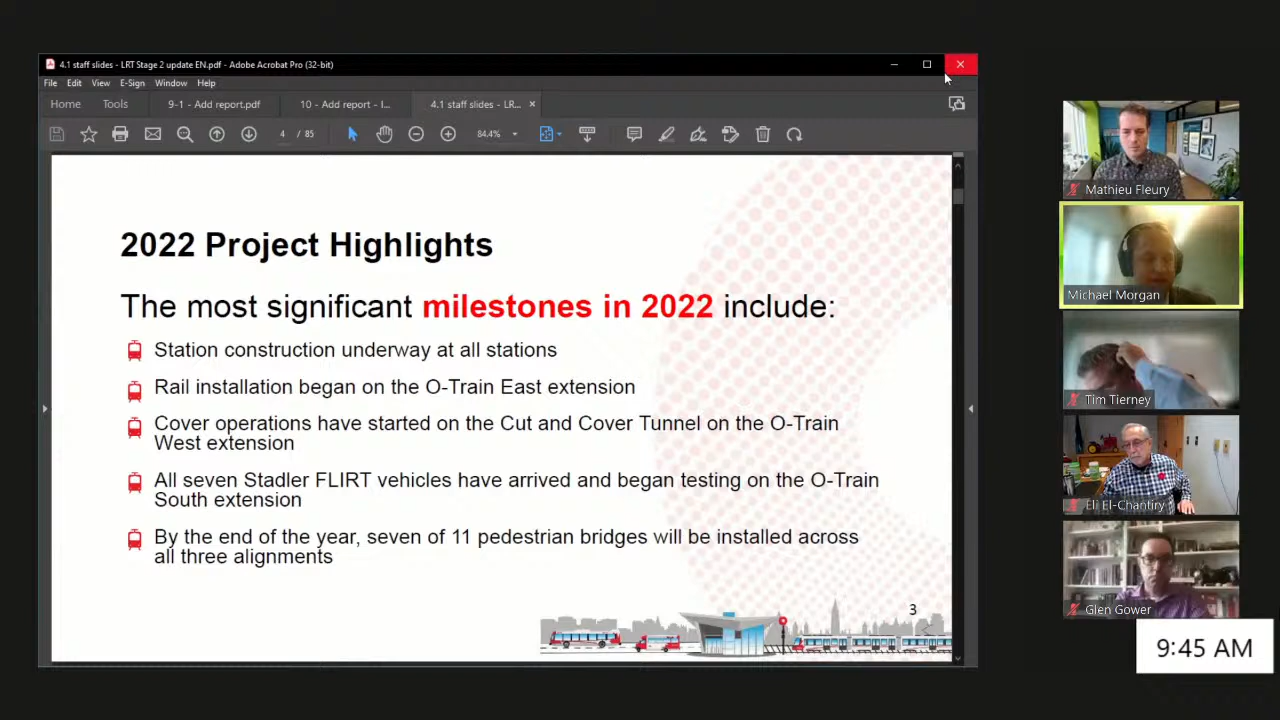 4.1 staff slides - LRT Stage 2 update EN.pdf - Adobe Acrobat Pro (32-bit)
File Edit View E-Sign Window Help
Home Tools 9-1 - Add report.pdf 10 - Add report - I... 4.1 staff slides - LR...
4 / 85 84.4%
2022 Project Highlights
The most significant milestones in 2022 include:
Station construction underway at all stations
Rail installation began on the O-Train East extension
Cover operations have started on the Cut and Cover Tunnel on the O-Train
West extension
All seven Stadler FLIRT vehicles have arrived and began testing on the O-Train
South extension
By the end of the year, seven of 11 pedestrian bridges will be installed across
all three alignments
3
Mathieu Fleury
Michael Morgan
Tim Tierney
Eli El-Chantiry
Glen Gower
9:45 AM